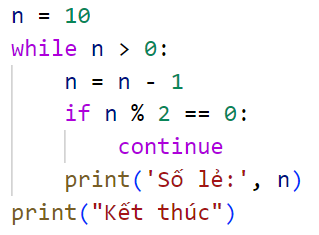 n = 10
while n > 0:
    n = n - 1
    if n % 2 == 0:
        continue
    print('Số lẻ:', n)
print("Kết thúc")